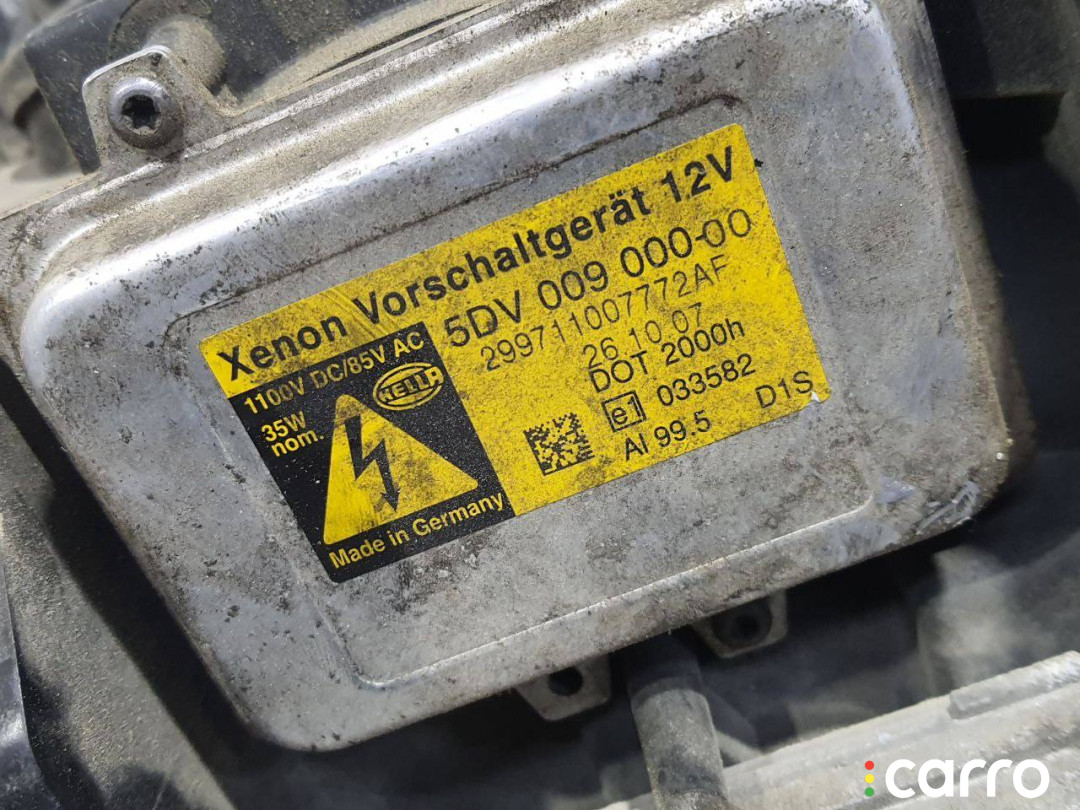 Xenon Vorschaltgerät 12V
1100V DC/85V AC
35W
nom.
HELLA
Made in Germany
5DV 009 000-00
299711007772AF
26.10.07
DOT 2000h
e1 033582
Al 99.5 D1S
carro